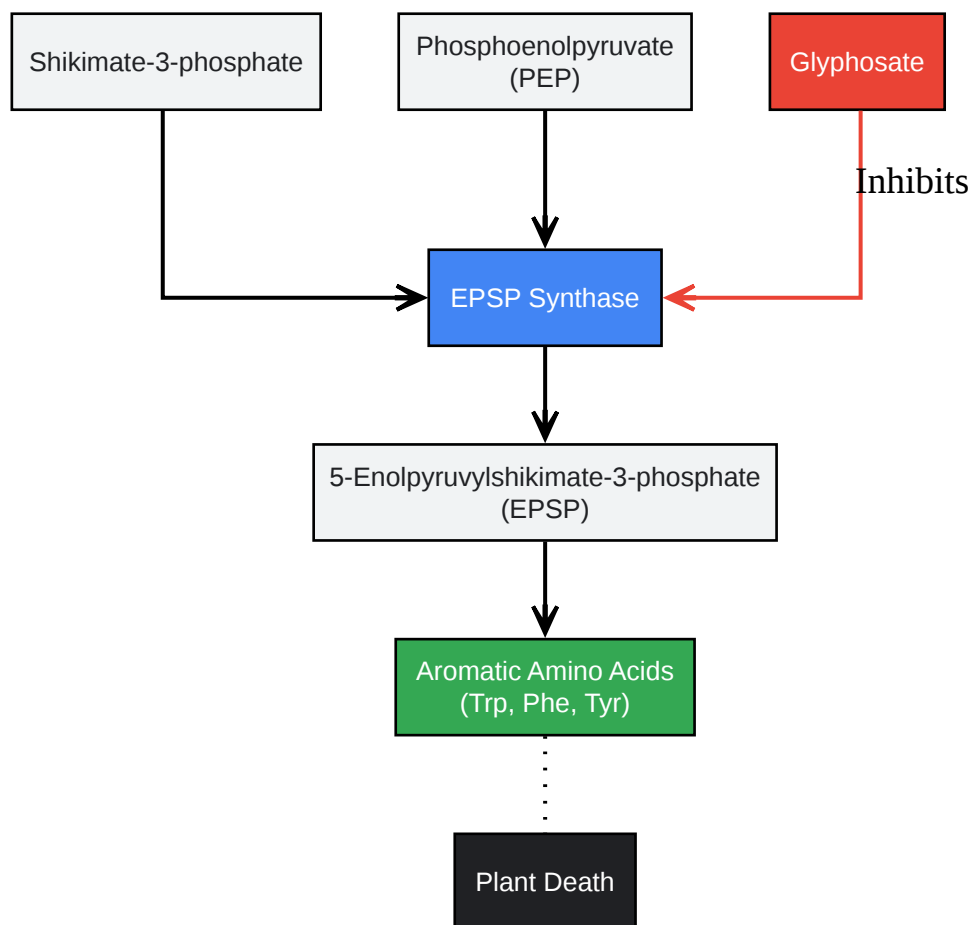 Shikimate-3-phosphate
Phosphoenolpyruvate
(PEP)
Glyphosate
Inhibits
EPSP Synthase
5-Enolpyruvylshikimate-3-phosphate
(EPSP)
Aromatic Amino Acids
(Trp, Phe, Tyr)
Plant Death